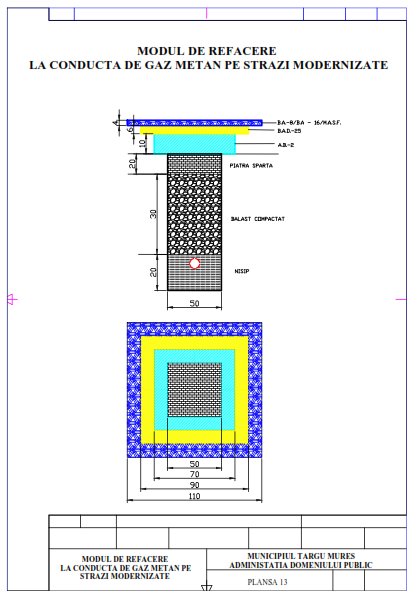 MODUL DE REFACERE
LA CONDUCTA DE GAZ METAN PE STRAZI MODERNIZATE
4
6
10
20
30
20
50
B.A.-8/BA - 16/M.A.S.F.
B.A.D.-25
A.B.-2
PIATRA SPARTA
BALAST COMPACTAT
NISIP
50
70
90
110
MODUL DE REFACERE
LA CONDUCTA DE GAZ METAN PE
STRAZI MODERNIZATE
MUNICIPIUL TARGU MURES
ADMINISTATIA DOMENIULUI PUBLIC
PLANSA 13